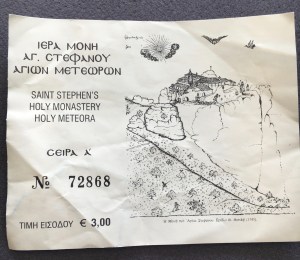 ΙΕΡΑ ΜΟΝΗ
ΑΓ. ΣΤΕΦΑΝΟΥ
ΑΓΙΩΝ ΜΕΤΕΩΡΩΝ
SAINT STEPHEN'S
HOLY MONASTERY
HOLY METEORA
ΣΕΙΡΑ Α'
№ 72868
ΤΙΜΗ ΕΙΣΟΔΟΥ € 3,00